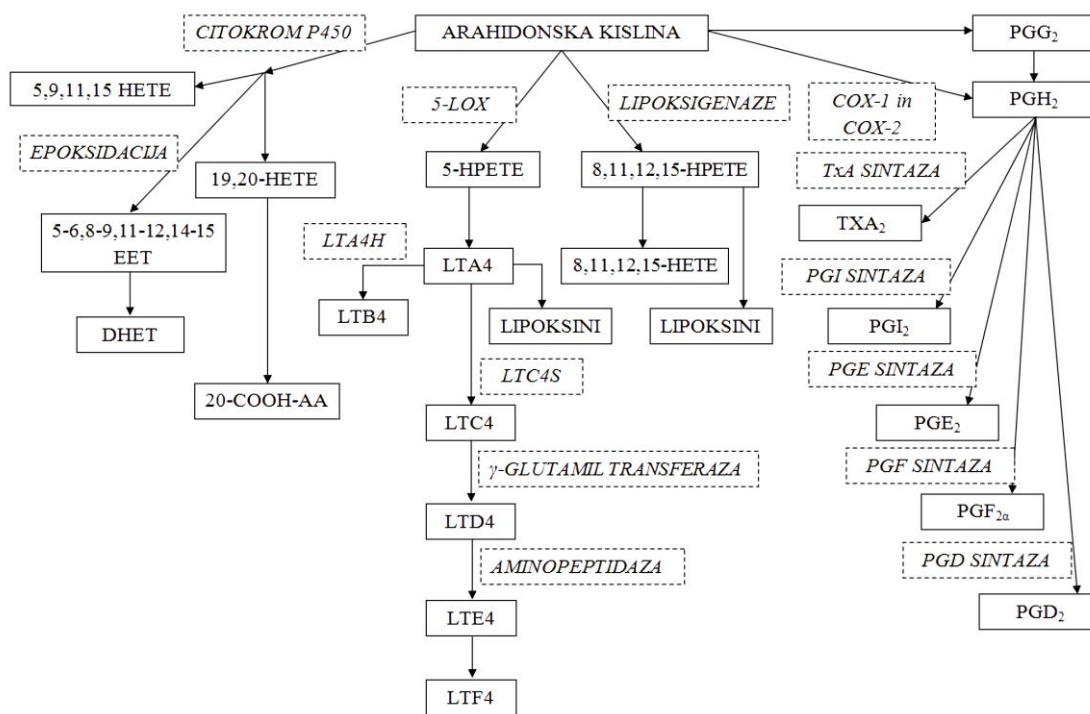 CITOKROM P450
ARAHIDONSKA KISLINA
PGG₂
5,9,11,15 HETE
5-LOX
LIPOKSIGENAZE
COX-1 in
COX-2
PGH₂
EPOKSIDACIJA
19,20-HETE
5-HPETE
8,11,12,15-HPETE
TxA SINTAZA
5-6,8-9,11-12,14-15
EET
LTA4H
LTA4
8,11,12,15-HETE
TXA₂
PGI SINTAZA
DHET
LTB4
LIPOKSINI
LIPOKSINI
PGI₂
LTC4S
PGE SINTAZA
20-COOH-AA
LTC4
PGE₂
γ-GLUTAMIL TRANSFERAZA
PGF SINTAZA
LTD4
PGF₂α
AMINOPEPTIDAZA
PGD SINTAZA
LTE4
PGD₂
LTF4